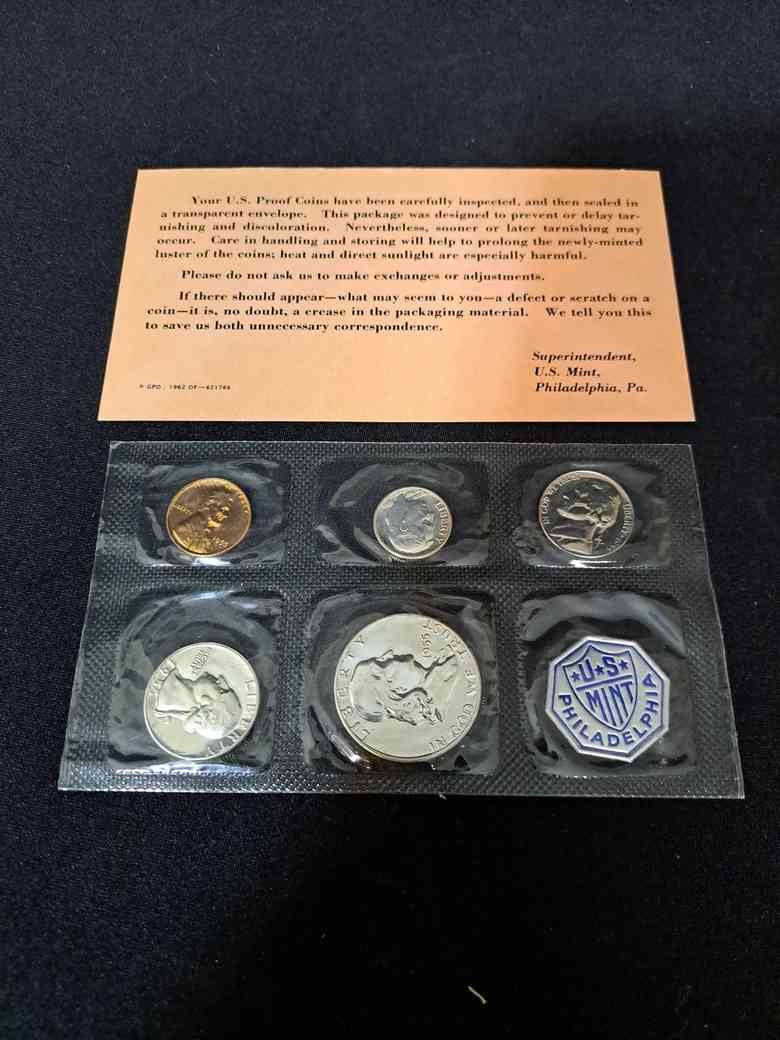 Your U.S. Proof Coins have been carefully inspected, and then sealed in
a transparent envelope. This package was designed to prevent or delay tar-
nishing and discoloration. Nevertheless, sooner or later tarnishing may
occur. Care in handling and storing will help to prolong the newly-minted
luster of the coins; heat and direct sunlight are especially harmful.
Please do not ask us to make exchanges or adjustments.
If there should appear—what may seem to you—a defect or scratch on a
coin—it is, no doubt, a crease in the packaging material. We tell you this
to save us both unnecessary correspondence.
Superintendent,
U.S. Mint,
Philadelphia, Pa.
GPO : 1962 OF—621746
LIBERTY
IN GOD WE TRUST
LIBERTY
LIBERTY
LIBERTY
IN GOD WE TRUST
U★S
MINT
PHILADELPHIA